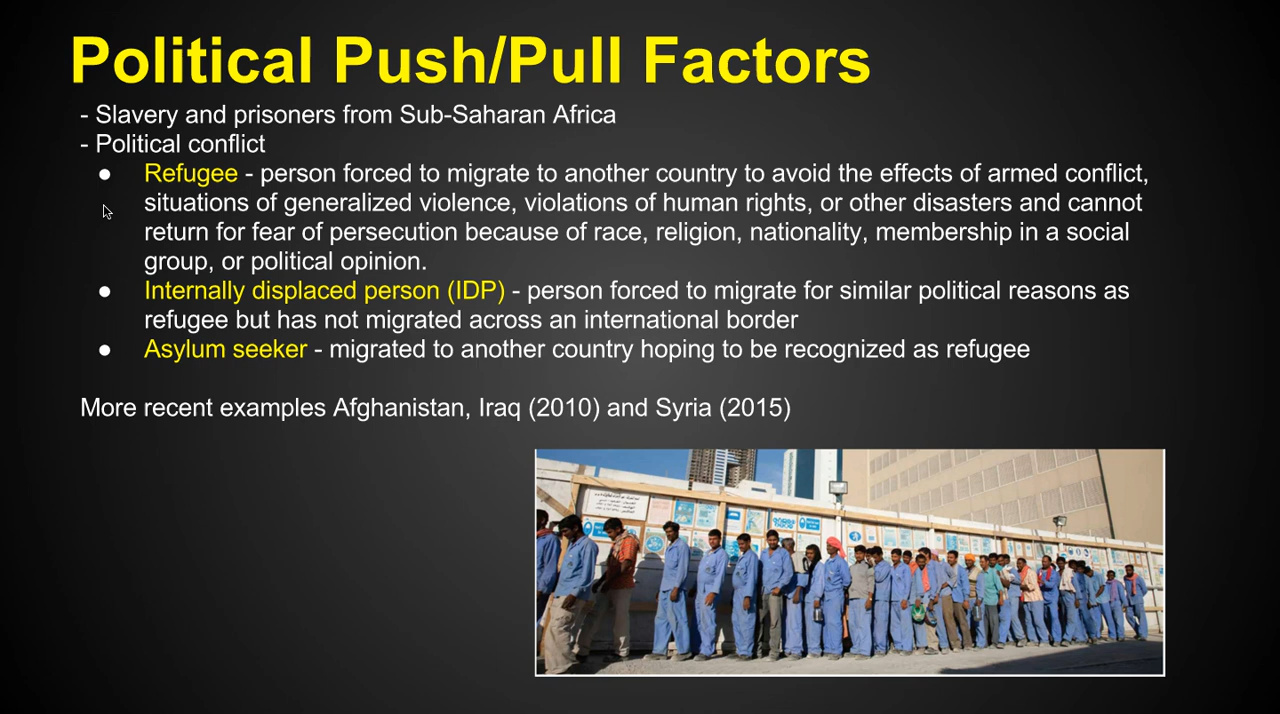 Political Push/Pull Factors
- Slavery and prisoners from Sub-Saharan Africa
- Political conflict
● Refugee - person forced to migrate to another country to avoid the effects of armed conflict,
situations of generalized violence, violations of human rights, or other disasters and cannot
return for fear of persecution because of race, religion, nationality, membership in a social
group, or political opinion.
● Internally displaced person (IDP) - person forced to migrate for similar political reasons as
refugee but has not migrated across an international border
● Asylum seeker - migrated to another country hoping to be recognized as refugee
More recent examples Afghanistan, Iraq (2010) and Syria (2015)